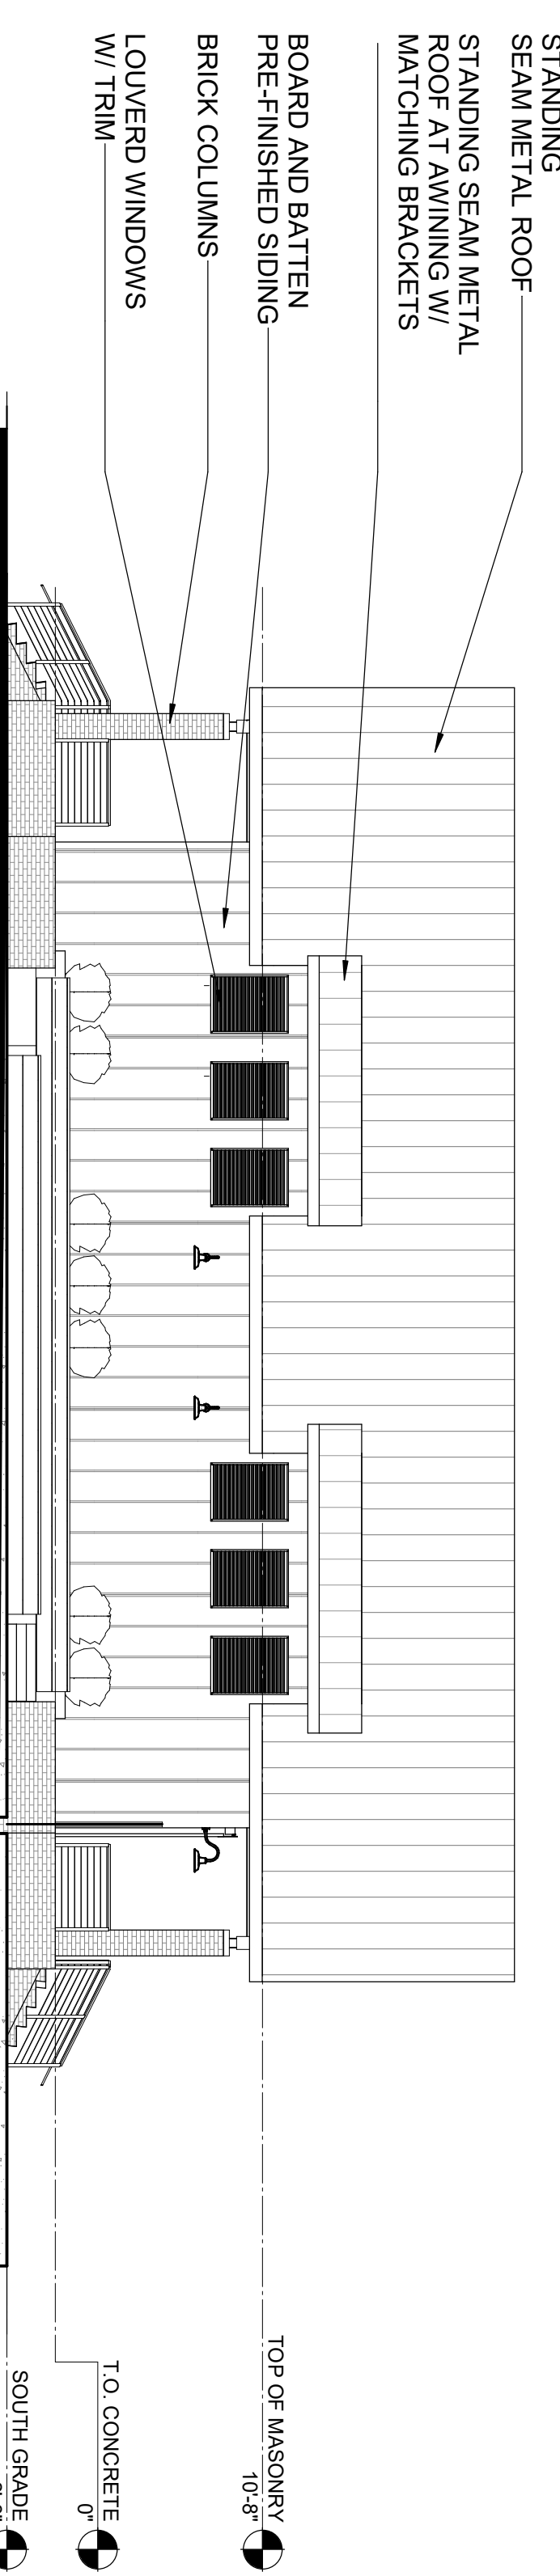 STANDING
SEAM METAL ROOF
STANDING SEAM METAL
ROOF AT AWINING W/
MATCHING BRACKETS
BOARD AND BATTEN
PRE-FINISHED SIDING
BRICK COLUMNS
LOUVERD WINDOWS
W/ TRIM
TOP OF MASONRY
10'-8"
T.O. CONCRETE
0"
SOUTH GRADE